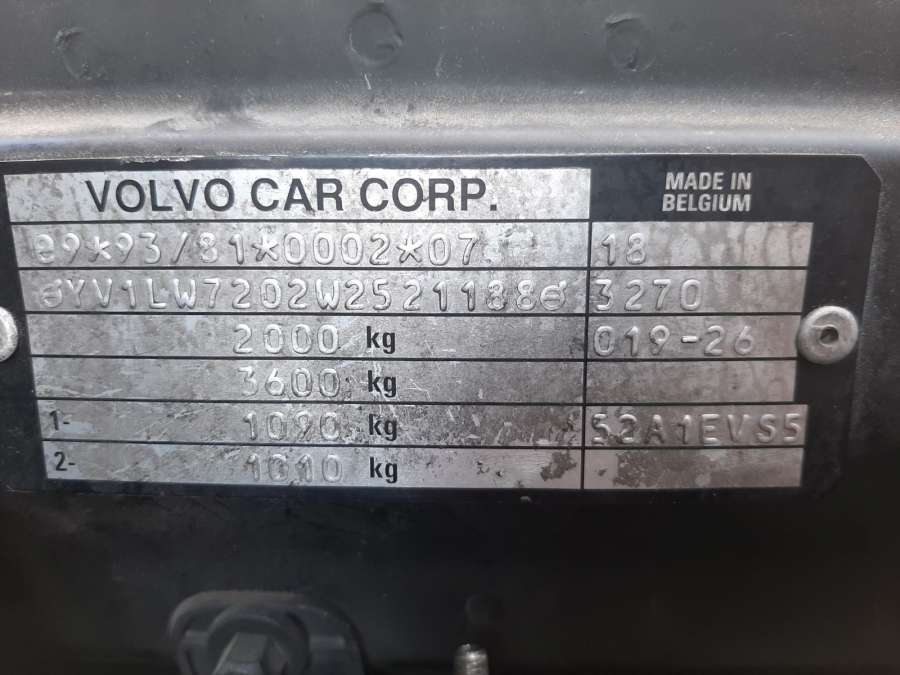 VOLVO CAR CORP.
MADE IN
BELGIUM
e9*93/81*0002*07 18
YV1LW7202W2521188 3270
2000 kg 019-26
3600 kg
1- 1090 kg 52A1EVS5
2- 1010 kg